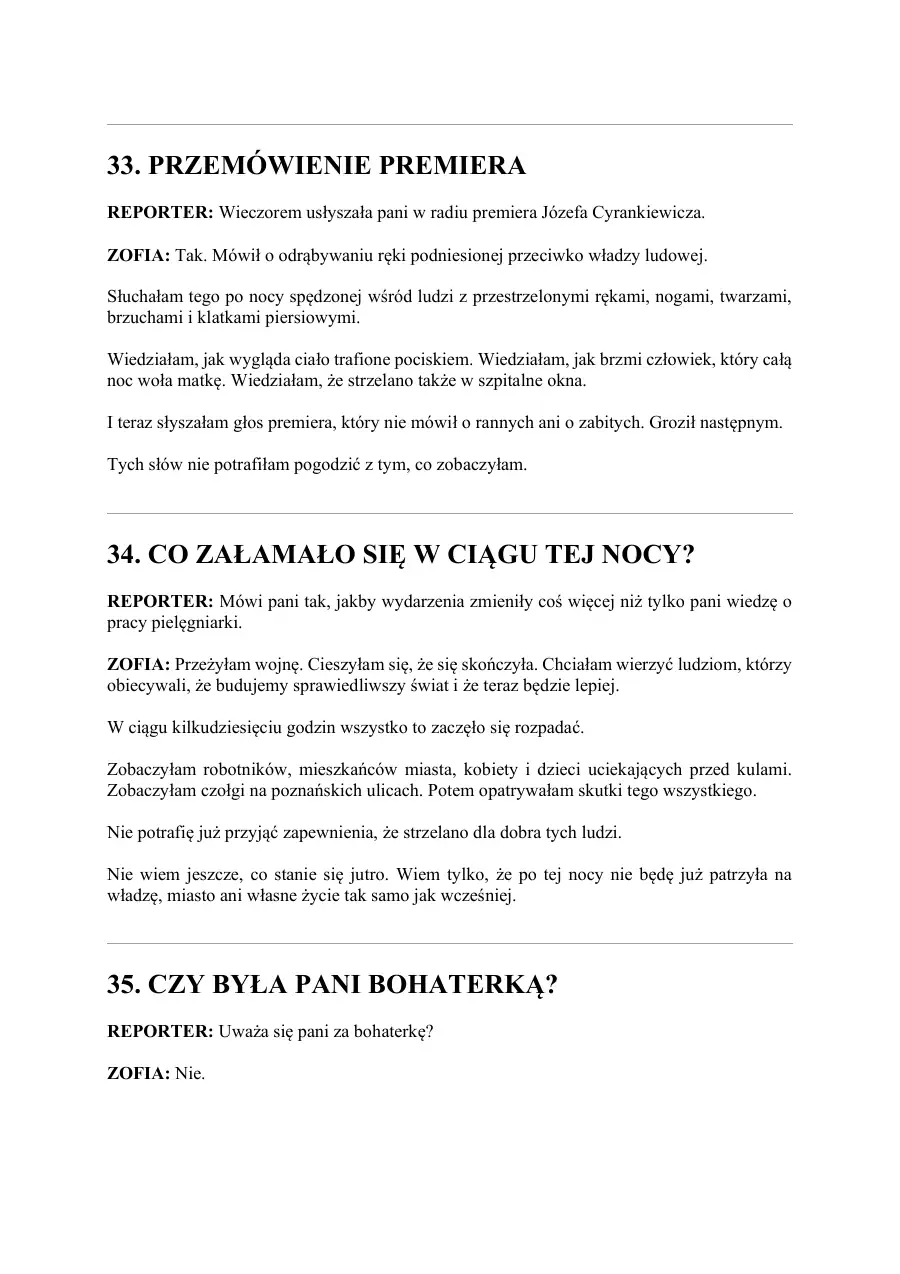 33. PRZEMÓWIENIE PREMIERA
REPORTER: Wieczorem usłyszała pani w radiu premiera Józefa Cyrankiewicza.
ZOFIA: Tak. Mówił o odrąbywaniu ręki podniesionej przeciwko władzy ludowej.
Słuchałam tego po nocy spędzonej wśród ludzi z przestrzelonymi rękami, nogami, twarzami,
brzuchami i klatkami piersiowymi.
Wiedziałam, jak wygląda ciało trafione pociskiem. Wiedziałam, jak brzmi człowiek, który całą
noc woła matkę. Wiedziałam, że strzelano także w szpitalne okna.
I teraz słyszałam głos premiera, który nie mówił o rannych ani o zabitych. Groził następnym.
Tych słów nie potrafiłam pogodzić z tym, co zobaczyłam.
34. CO ZAŁAMAŁO SIĘ W CIĄGU TEJ NOCY?
REPORTER: Mówi pani tak, jakby wydarzenia zmieniły coś więcej niż tylko pani wiedzę o
pracy pielęgniarki.
ZOFIA: Przeżyłam wojnę. Cieszyłam się, że się skończyła. Chciałam wierzyć ludziom, którzy
obiecywali, że budujemy sprawiedliwszy świat i że teraz będzie lepiej.
W ciągu kilkudziesięciu godzin wszystko to zaczęło się rozpadać.
Zobaczyłam robotników, mieszkańców miasta, kobiety i dzieci uciekających przed kulami.
Zobaczyłam czołgi na poznańskich ulicach. Potem opatrywałam skutki tego wszystkiego.
Nie potrafię już przyjąć zapewnienia, że strzelano dla dobra tych ludzi.
Nie wiem jeszcze, co stanie się jutro. Wiem tylko, że po tej nocy nie będę już patrzyła na
władzę, miasto ani własne życie tak samo jak wcześniej.
35. CZY BYŁA PANI BOHATERKĄ?
REPORTER: Uważa się pani za bohaterkę?
ZOFIA: Nie.